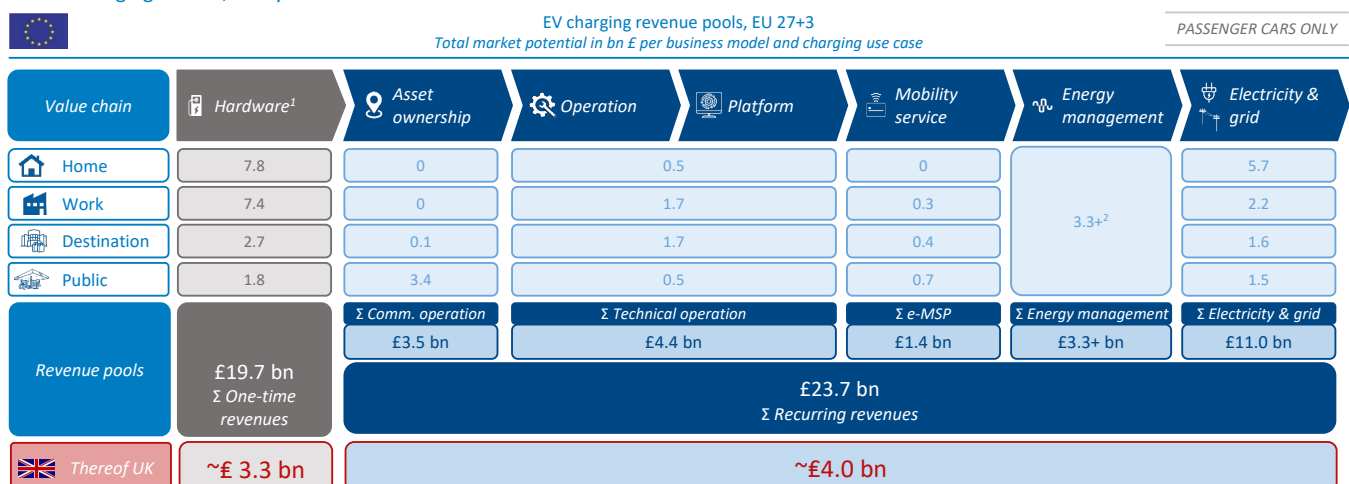 EV charging revenue pools, EU 27+3
Total market potential in bn £ per business model and charging use case
PASSENGER CARS ONLY
Value chain
Hardware1
Asset
ownership
Operation
Platform
Mobility
service
Energy
management
Electricity &
grid
Home
7.8
0
0.5
0
5.7
Work
7.4
0
1.7
0.3
2.2
3.3+2
Destination
2.7
0.1
1.7
0.4
1.6
Public
1.8
3.4
0.5
0.7
1.5
Revenue pools
£19.7 bn
Σ One-time
revenues
Σ Comm. operation
Σ Technical operation
Σ e-MSP
Σ Energy management
Σ Electricity & grid
£3.5 bn
£4.4 bn
£1.4 bn
£3.3+ bn
£11.0 bn
£23.7 bn
Σ Recurring revenues
Thereof UK
~£ 3.3 bn
~£4.0 bn